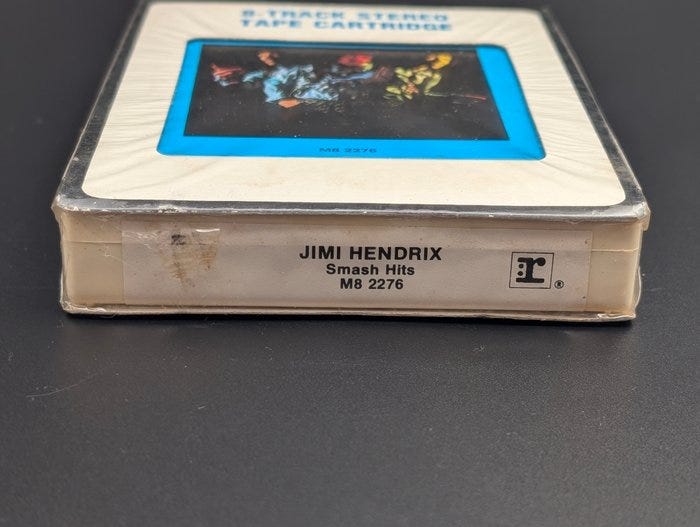 8-TRACK STEREO
TAPE CARTRIDGE
M8 2276
JIMI HENDRIX
Smash Hits
M8 2276
:r
®